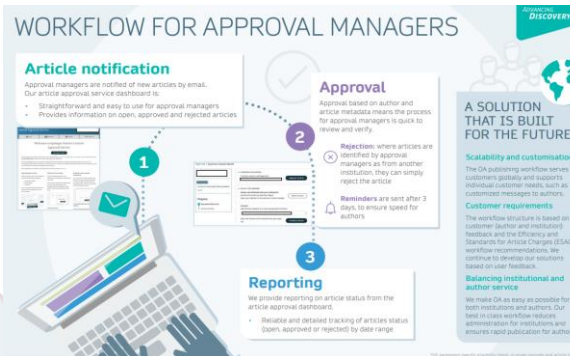 ADVANCING
DISCOVERY
WORKFLOW FOR APPROVAL MANAGERS
Article notification
Approval managers are notified of new articles by email.
Our article approval service dashboard is:
• Straightforward and easy to use for approval managers
• Provides information on open, approved and rejected articles
1
2
Approval
Approval based on author and
article metadata means the process
for approval managers is quick to
review and verify.
Rejection: where articles are
identified by approval
managers as from another
institution, they can simply
reject the article
Reminders are sent after 3
days, to ensure speed for
authors
3
Reporting
We provide reporting on article status from the
article approval dashboard.
• Reliable and detailed tracking of articles status
(open, approved or rejected) by date range
A SOLUTION
THAT IS BUILT
FOR THE FUTURE
Scalability and customisation
The OA publishing workflow serves
customers globally and supports
individual customer needs, such as
customized messages to authors.
Customer requirements
The workflow structure is based on
customer (author and institution)
feedback and the Efficiency and
Standards for Article Charges (ESAC)
workflow recommendations. We
continue to develop our solutions
based on user feedback.
Balancing institutional and
author service
We make OA as easy as possible for
both institutions and authors. Our
best in class workflow reduces
administration for institutions and
ensures rapid publication for authors